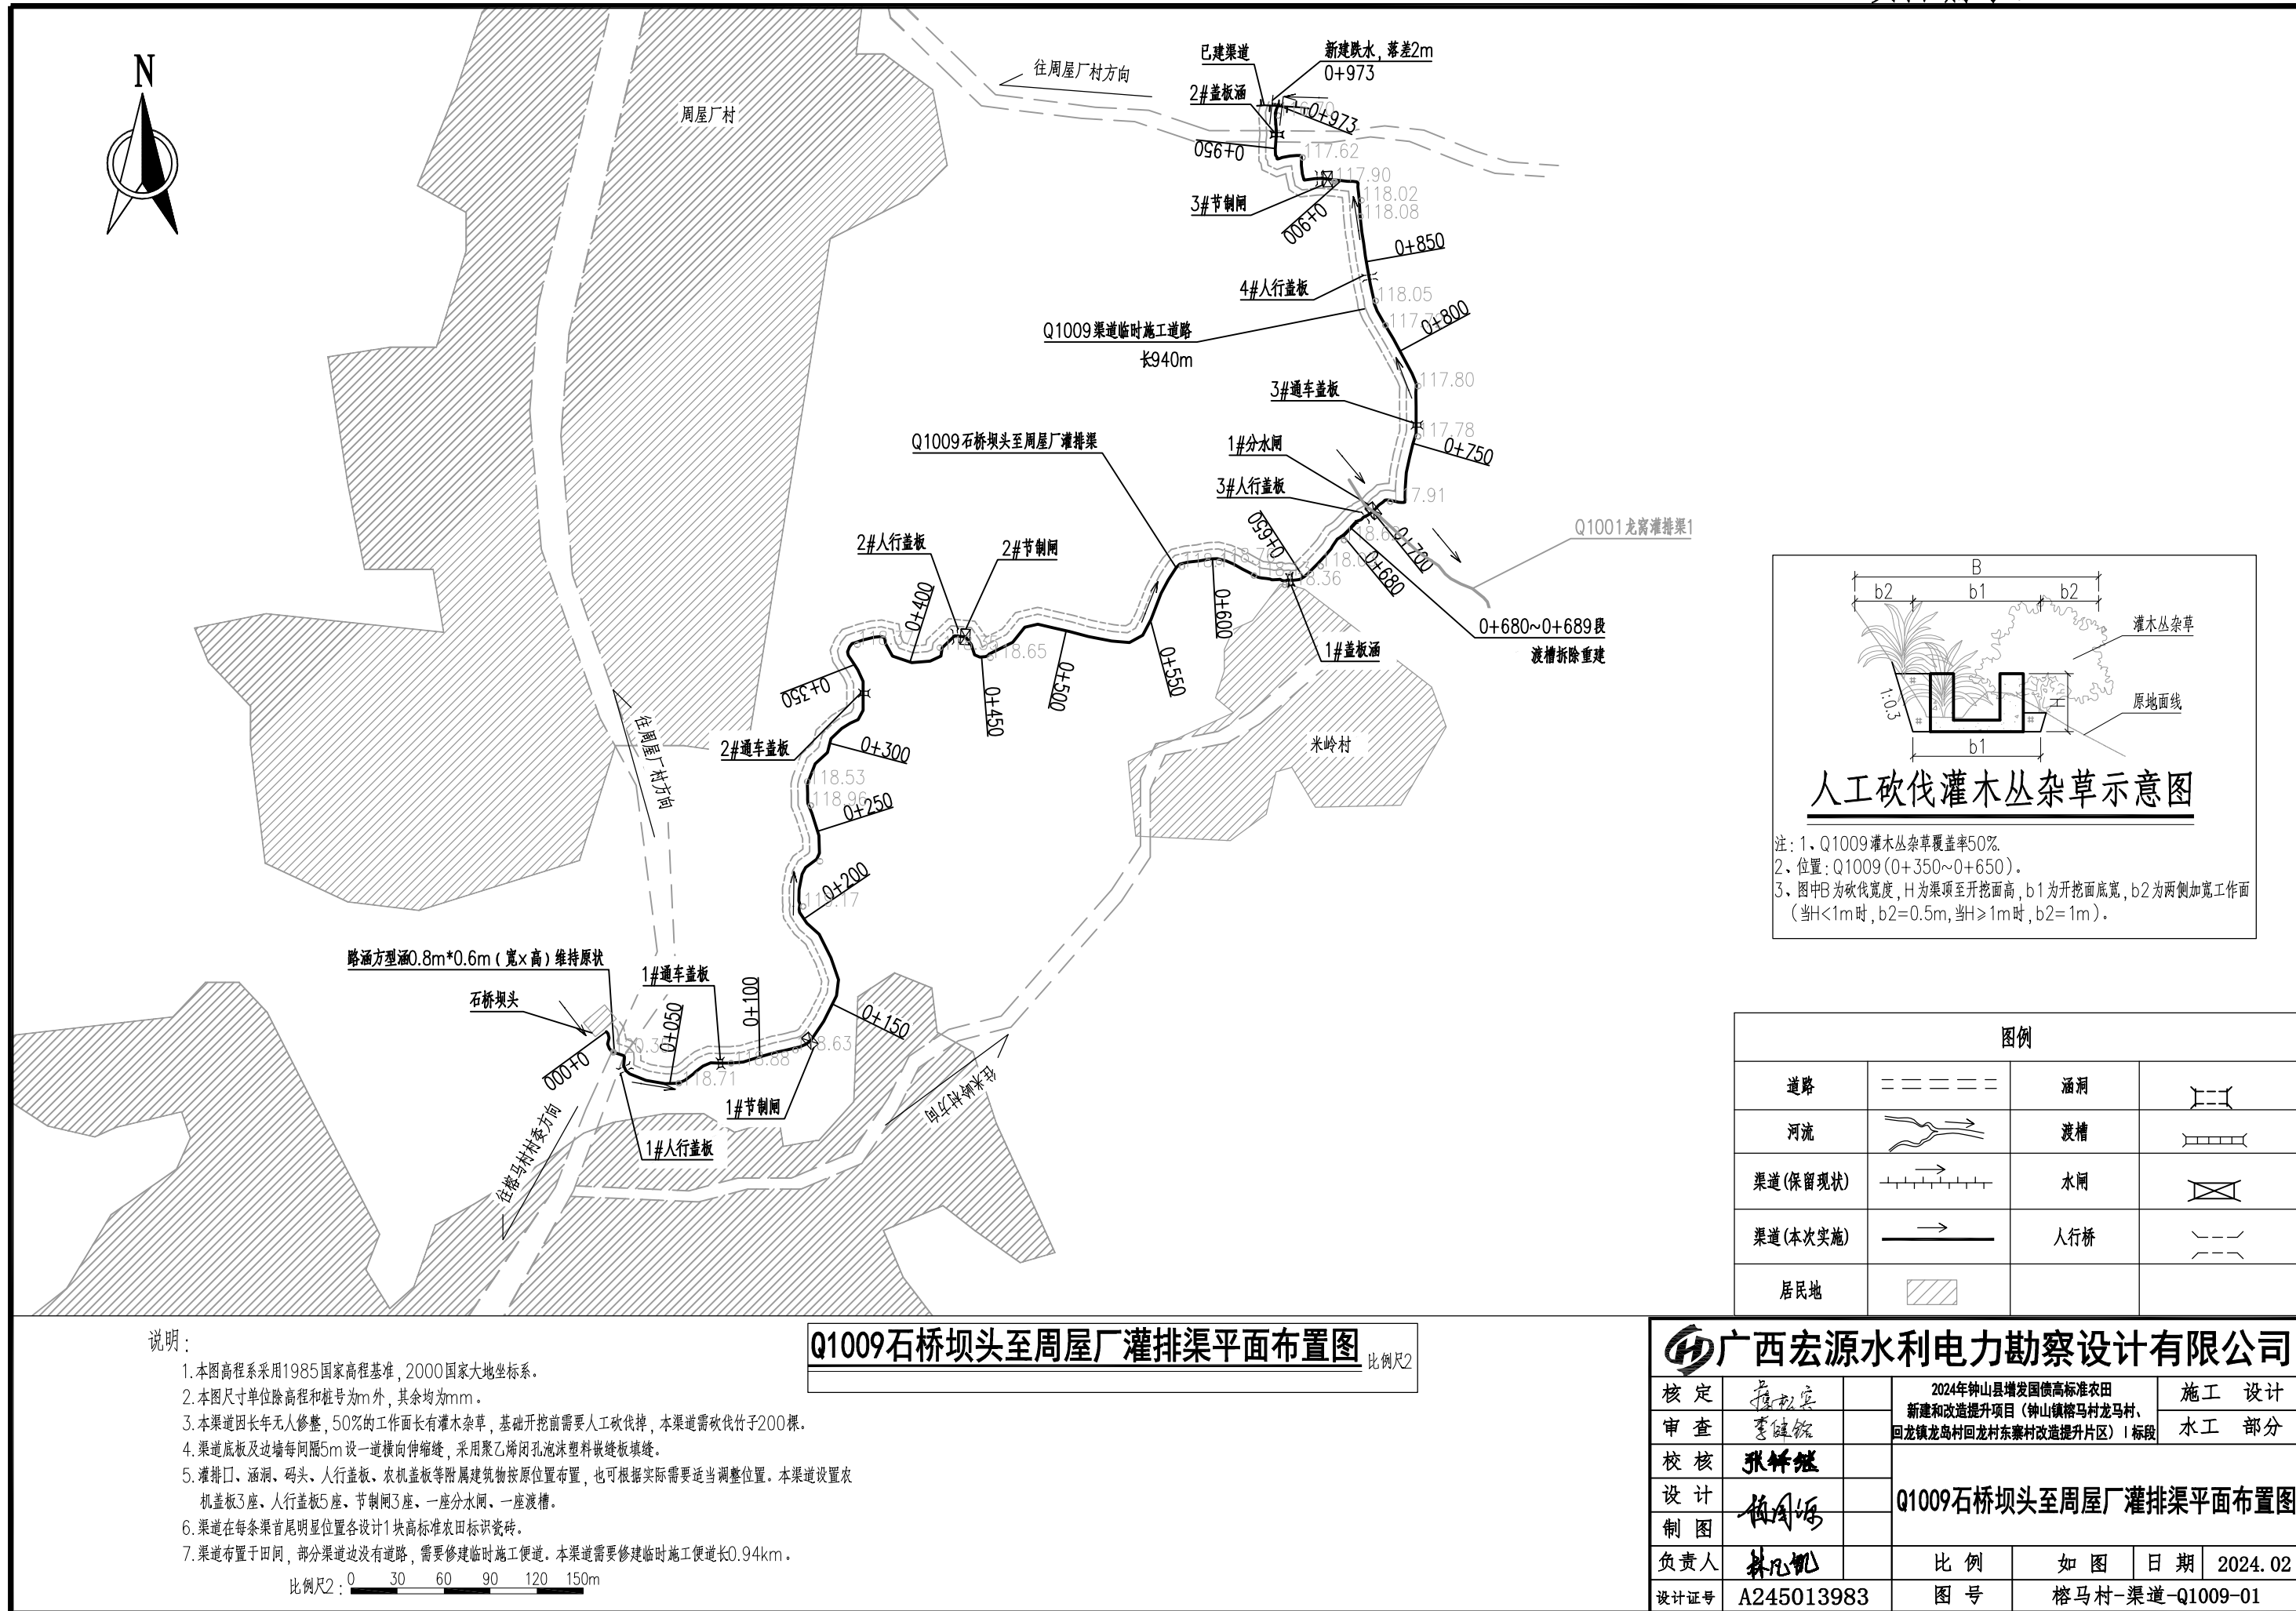 N
周屋厂村
往周屋厂村方向
已建渠道
新建跌水，落差2m
0+973
2#盖板涵
0+973
0+950
117.62
117.90
3#节制闸
118.02
118.08
0+900
0+850
4#人行盖板
118.05
Q1009渠道临时施工道路
长940m
0+800
117.80
3#通车盖板
117.78
0+750
Q1009石桥坝头至周屋厂灌排渠
1#分水闸
3#人行盖板
0+650
Q1001龙窝灌排渠1
0+700
0+680
0+680~0+689段
渡槽拆除重建
1#盖板涵
0+600
2#人行盖板
2#节制闸
0+400
118.65
0+450
0+500
0+550
0+350
2#通车盖板
0+300
118.53
118.96
0+250
0+200
119.17
米岭村
往周屋厂村方向
路涵方型涵0.8m*0.6m（宽×高）维持原状
石桥坝头
1#通车盖板
0+000
0+050
0+100
0+150
118.71
118.88
1#节制闸
1#人行盖板
往榕马村村委方向
往米岭村方向
B
b2 b1 b2
灌木丛杂草
原地面线
1:0.3
H
b1
人工砍伐灌木丛杂草示意图
注：1、Q1009灌木丛杂草覆盖率50%.
2、位置：Q1009(0+350~0+650)。
3、图中B为砍伐宽度，H为渠顶至开挖面高，b1为开挖面底宽，b2为两侧加宽工作面
（当H<1m时，b2=0.5m,当H≥1m时，b2=1m）。
图例
道路 涵洞
河流 渡槽
渠道(保留现状) 水闸
渠道(本次实施) 人行桥
居民地
说明：
1.本图高程系采用1985国家高程基准，2000国家大地坐标系。
2.本图尺寸单位除高程和桩号为m外，其余均为mm。
3.本渠道因长年无人修整，50%的工作面长有灌木杂草，基础开挖前需要人工砍伐掉，本渠道需砍伐竹子200棵。
4.渠道底板及边墙每间隔5m设一道横向伸缩缝，采用聚乙烯闭孔泡沫塑料嵌缝板填缝。
5.灌排口、涵洞、码头、人行盖板、农机盖板等附属建筑物按原位置布置，也可根据实际需要适当调整位置。本渠道设置农
机盖板3座、人行盖板5座、节制闸3座、一座分水闸、一座渡槽。
6.渠道在每条渠首尾明显位置各设计1块高标准农田标识瓷砖。
7.渠道布置于田间，部分渠道边没有道路，需要修建临时施工便道。本渠道需要修建临时施工便道长0.94km。
比例尺2：0 30 60 90 120 150m
Q1009石桥坝头至周屋厂灌排渠平面布置图 比例尺2
广西宏源水利电力勘察设计有限公司
核定
审查
校核
设计
制图
负责人
2024年钟山县增发国债高标准农田
新建和改造提升项目（钟山镇榕马村龙马村、
回龙镇龙岛村回龙村东寨村改造提升片区）Ⅰ标段
施工 设计
水工 部分
Q1009石桥坝头至周屋厂灌排渠平面布置图
比例 如图 日期 2024.02
设计证号 A245013983 图号 榕马村-渠道-Q1009-01